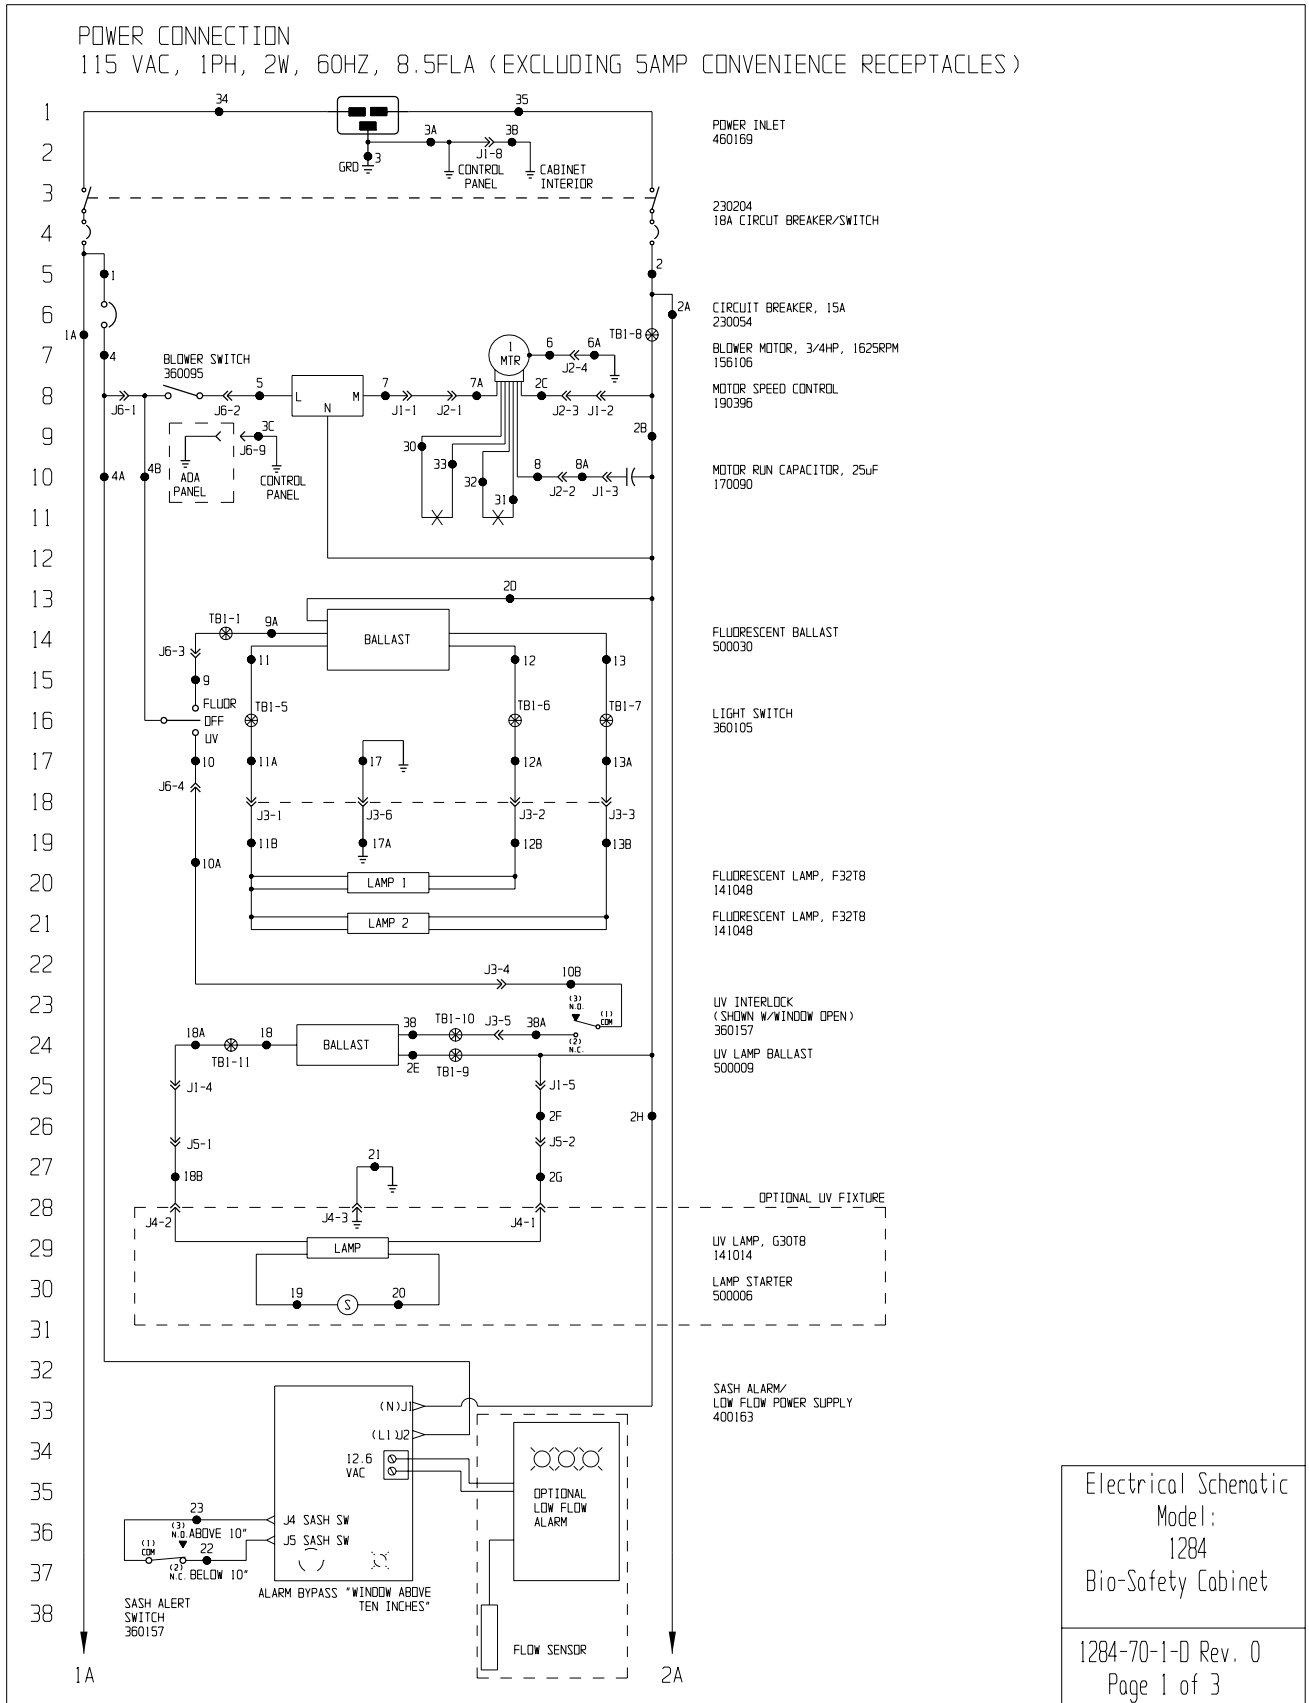 POWER CONNECTION
115 VAC, 1PH, 2W, 60HZ, 8.5FLA (EXCLUDING 5AMP CONVENIENCE RECEPTACLES)
1
34
35
POWER INLET
460169
2
3A
3B
J1-8
3
GRD
CONTROL
PANEL
CABINET
INTERIOR
3
230204
18A CIRCUT BREAKER/SWITCH
4
5
1
2
6
2A
CIRCUIT BREAKER, 15A
230054
1A
TB1-8
7
4
BLOWER SWITCH
360095
1
MTR
6
6A
J2-4
BLOWER MOTOR, 3/4HP, 1625RPM
156106
8
J6-1
J6-2
5
L
N
M
7
J1-1
J2-1
7A
2C
J2-3
J1-2
MOTOR SPEED CONTROL
190396
9
3C
J6-9
30
2B
10
4A
4B
ADA
PANEL
CONTROL
PANEL
33
32
31
8
8A
J2-2
J1-3
MOTOR RUN CAPACITOR, 25uF
170090
11
12
13
2D
14
TB1-1
9A
BALLAST
J6-3
11
12
13
FLUORESCENT BALLAST
500030
15
9
16
FLUOR
OFF
UV
TB1-5
TB1-6
TB1-7
LIGHT SWITCH
360105
17
10
11A
17
12A
13A
J6-4
18
J3-1
J3-6
J3-2
J3-3
19
11B
17A
12B
13B
10A
20
LAMP 1
FLUORESCENT LAMP, F32T8
141048
21
LAMP 2
FLUORESCENT LAMP, F32T8
141048
22
J3-4
10B
23
(3)
N.O.
(1)
COM
UV INTERLOCK
(SHOWN W/WINDOW OPEN)
360157
24
18A
18
TB1-11
BALLAST
38
TB1-10
J3-5
38A
(2)
N.C.
2E
TB1-9
UV LAMP BALLAST
500009
25
J1-4
J1-5
26
2F
2H
J5-1
J5-2
27
21
18B
2G
28
OPTIONAL UV FIXTURE
J4-2
J4-3
J4-1
29
LAMP
UV LAMP, G30T8
141014
30
19
S
20
LAMP STARTER
500006
31
32
33
(N)J1
SASH ALARM/
LOW FLOW POWER SUPPLY
400163
34
(L1)J2
12.6
VAC
35
OPTIONAL
LOW FLOW
ALARM
36
23
J4 SASH SW
(3)
N.O.
ABOVE 10"
J5 SASH SW
(1)
COM
22
37
(2)
N.C.
BELOW 10"
ALARM BYPASS
"WINDOW ABOVE
TEN INCHES"
38
SASH ALERT
SWITCH
360157
FLOW SENSOR
1A
2A
Electrical Schematic
Model:
1284
Bio-Safety Cabinet
1284-70-1-D Rev. 0
Page 1 of 3